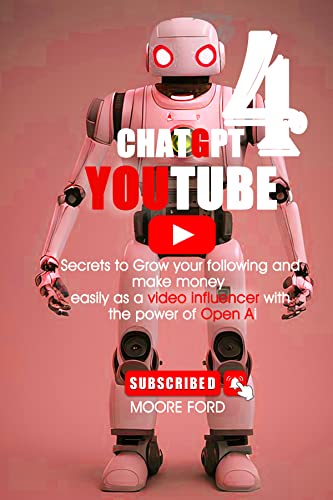 4
CHATGPT
YOUTUBE
Secrets to Grow your following and
make money
easily as a video influencer with
the power of Open Ai
SUBSCRIBED
MOORE FORD